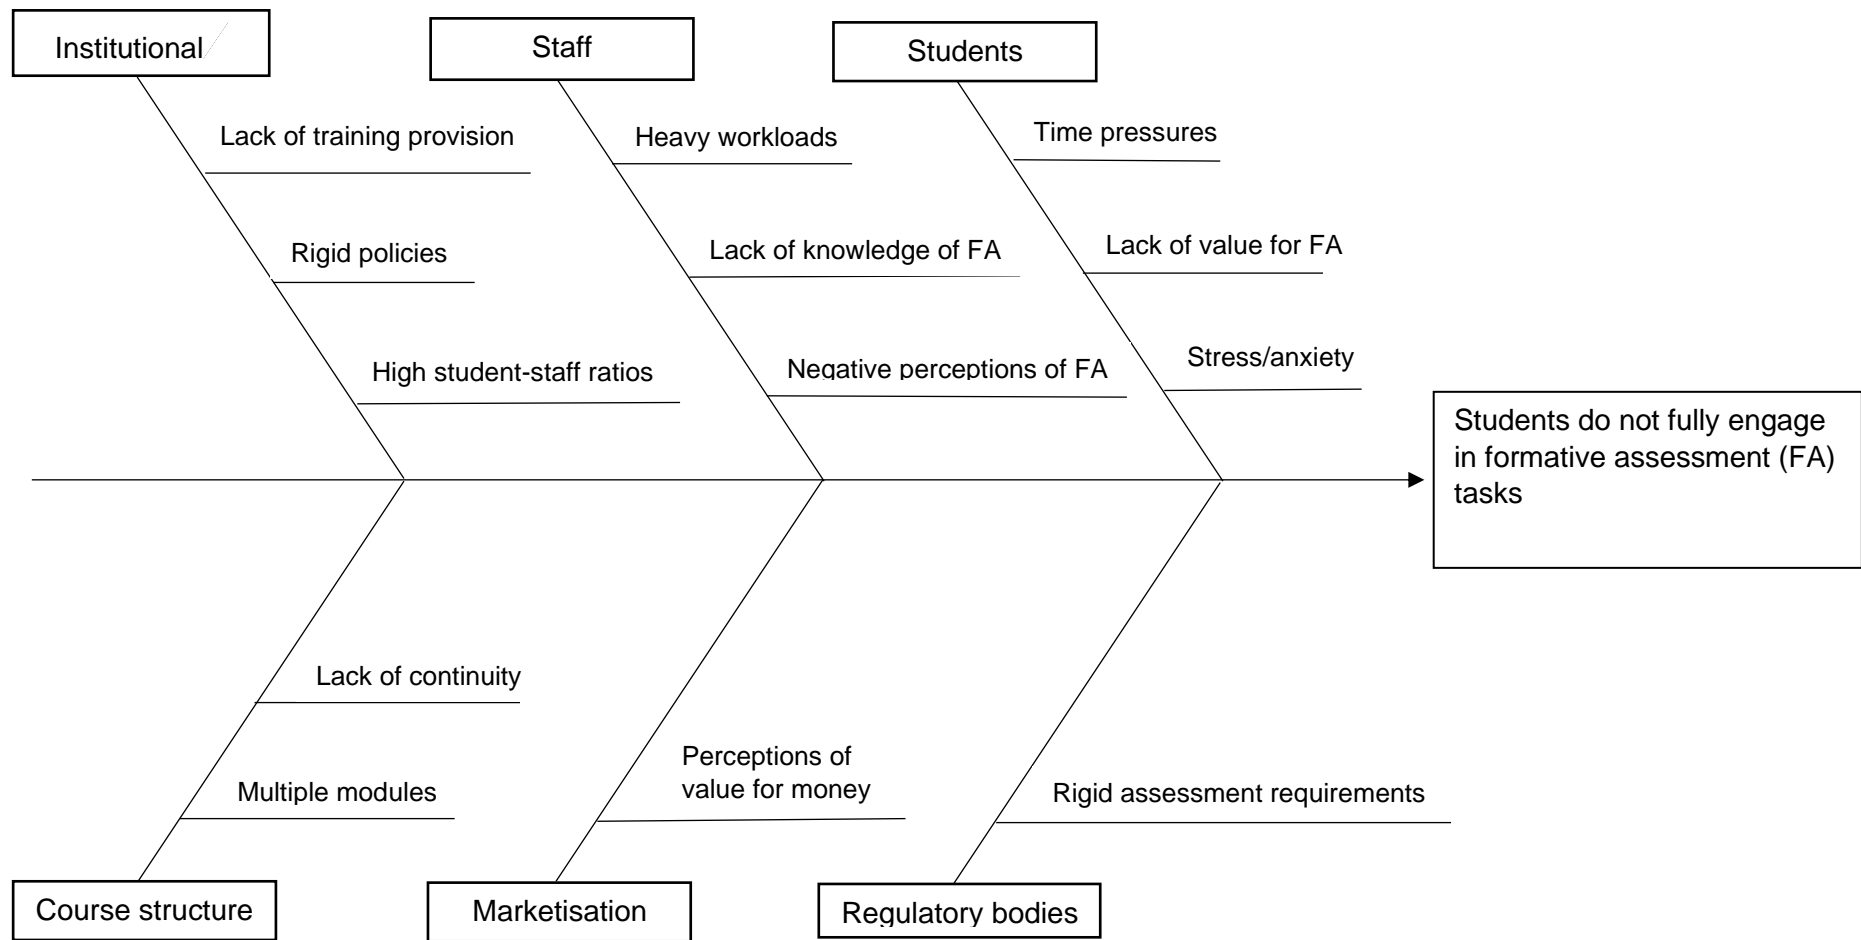 Institutional
Staff
Students
Lack of training provision
Heavy workloads
Time pressures
Rigid policies
Lack of knowledge of FA
Lack of value for FA
High student-staff ratios
Negative perceptions of FA
Stress/anxiety
Students do not fully engage
in formative assessment (FA)
tasks
Lack of continuity
Multiple modules
Perceptions of
value for money
Rigid assessment requirements
Course structure
Marketisation
Regulatory bodies